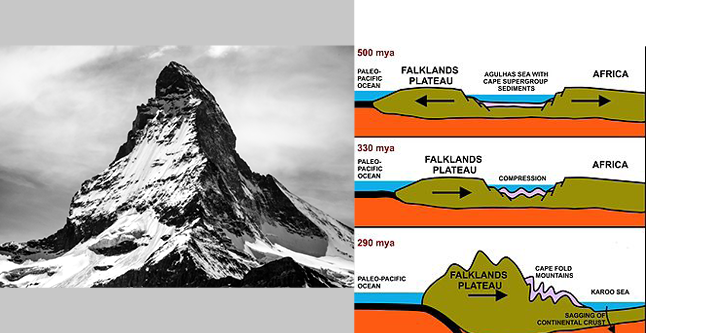 500 mya
PALEO-
PACIFIC
OCEAN
FALKLANDS
PLATEAU
AGULHAS SEA WITH
CAPE SUPERGROUP
SEDIMENTS
AFRICA
330 mya
PALEO-
PACIFIC
OCEAN
FALKLANDS
PLATEAU
COMPRESSION
AFRICA
290 mya
PALEO-PACIFIC
OCEAN
FALKLANDS
PLATEAU
CAPE FOLD
MOUNTAINS
KAROO SEA
SAGGING OF
CONTINENTAL CRUST